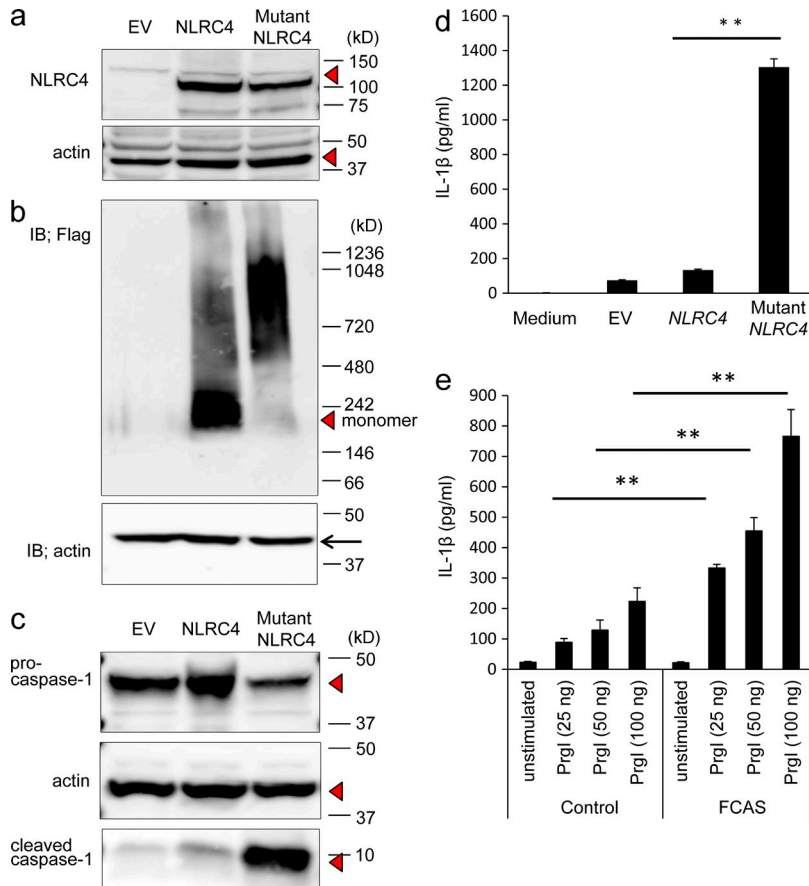 a
EV NLRC4 Mutant NLRC4 (kD)
NLRC4
150
100
75
actin
50
37
b
IB; Flag
(kD)
1236
1048
720
480
242
monomer
146
66
IB; actin
50
37
c
EV NLRC4 Mutant NLRC4 (kD)
pro-
caspase-1
50
37
actin
50
37
cleaved
caspase-1
10
d
**
IL-1β (pg/ml)
1600
1400
1200
1000
800
600
400
200
0
Medium EV NLRC4 Mutant
NLRC4
e
**
**
**
IL-1β (pg/ml)
900
800
700
600
500
400
300
200
100
0
unstimulated
PrgI (25 ng)
PrgI (50 ng)
PrgI (100 ng)
unstimulated
PrgI (25 ng)
PrgI (50 ng)
PrgI (100 ng)
Control FCAS